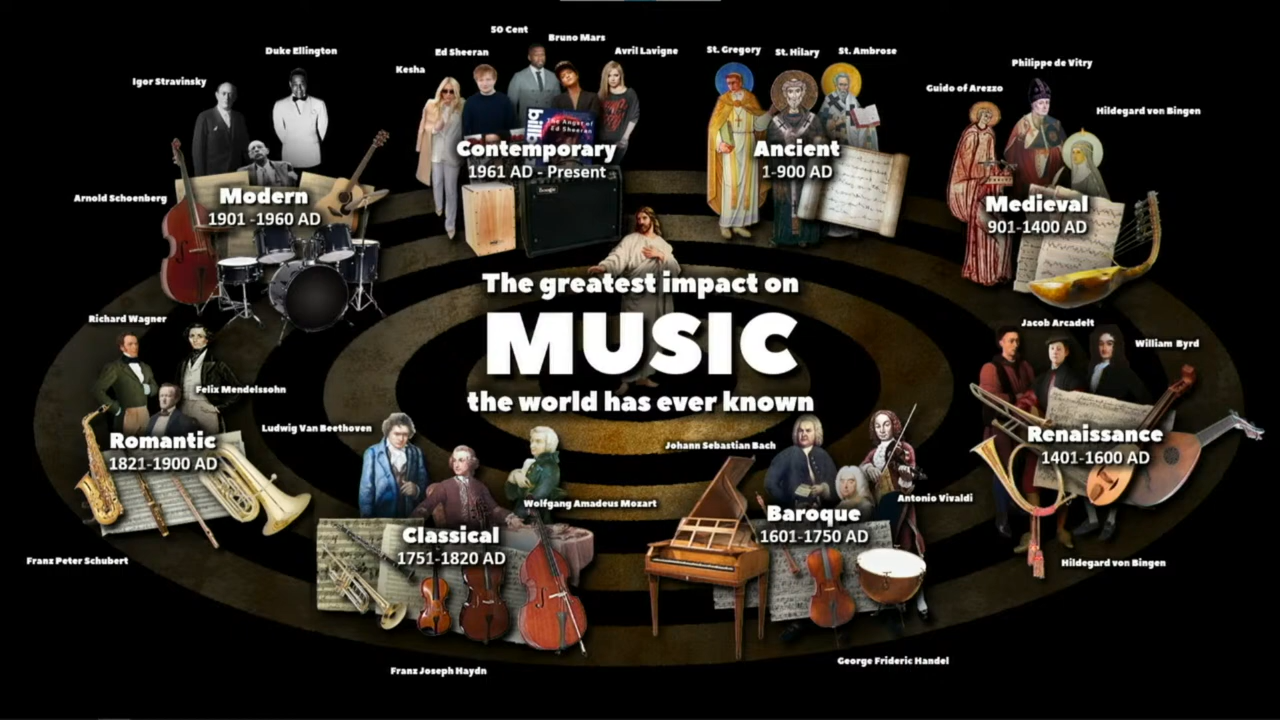 50 Cent
Bruno Mars
Ed Sheeran
Avril Lavigne
Kesha
Duke Ellington
Igor Stravinsky
Arnold Schoenberg
Modern
1901 -1960 AD
The Angst of
Ed Sheeran
Contemporary
1961 AD - Present
St. Gregory
St. Hilary
St. Ambrose
Ancient
1-900 AD
Philippe de Vitry
Guido of Arezzo
Hildegard von Bingen
Medieval
901-1400 AD
The greatest impact on
MUSIC
the world has ever known
Richard Wagner
Felix Mendelssohn
Romantic
1821-1900 AD
Franz Peter Schubert
Ludwig Van Beethoven
Wolfgang Amadeus Mozart
Classical
1751-1820 AD
Franz Joseph Haydn
Johann Sebastian Bach
Antonio Vivaldi
Baroque
1601-1750 AD
George Frideric Handel
Jacob Arcadelt
William Byrd
Renaissance
1401-1600 AD
Hildegard von Bingen